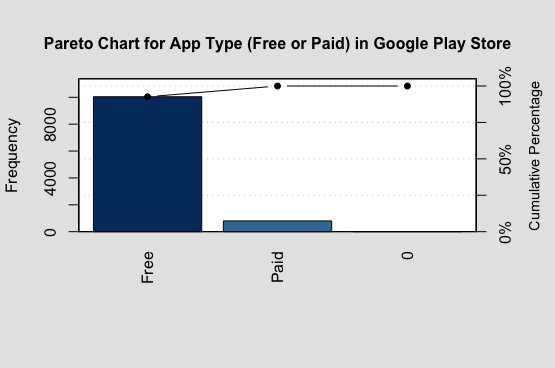 Pareto Chart for App Type (Free or Paid) in Google Play Store
Frequency
8000
4000
0
100%
50%
0%
Cumulative Percentage
Free
Paid
0